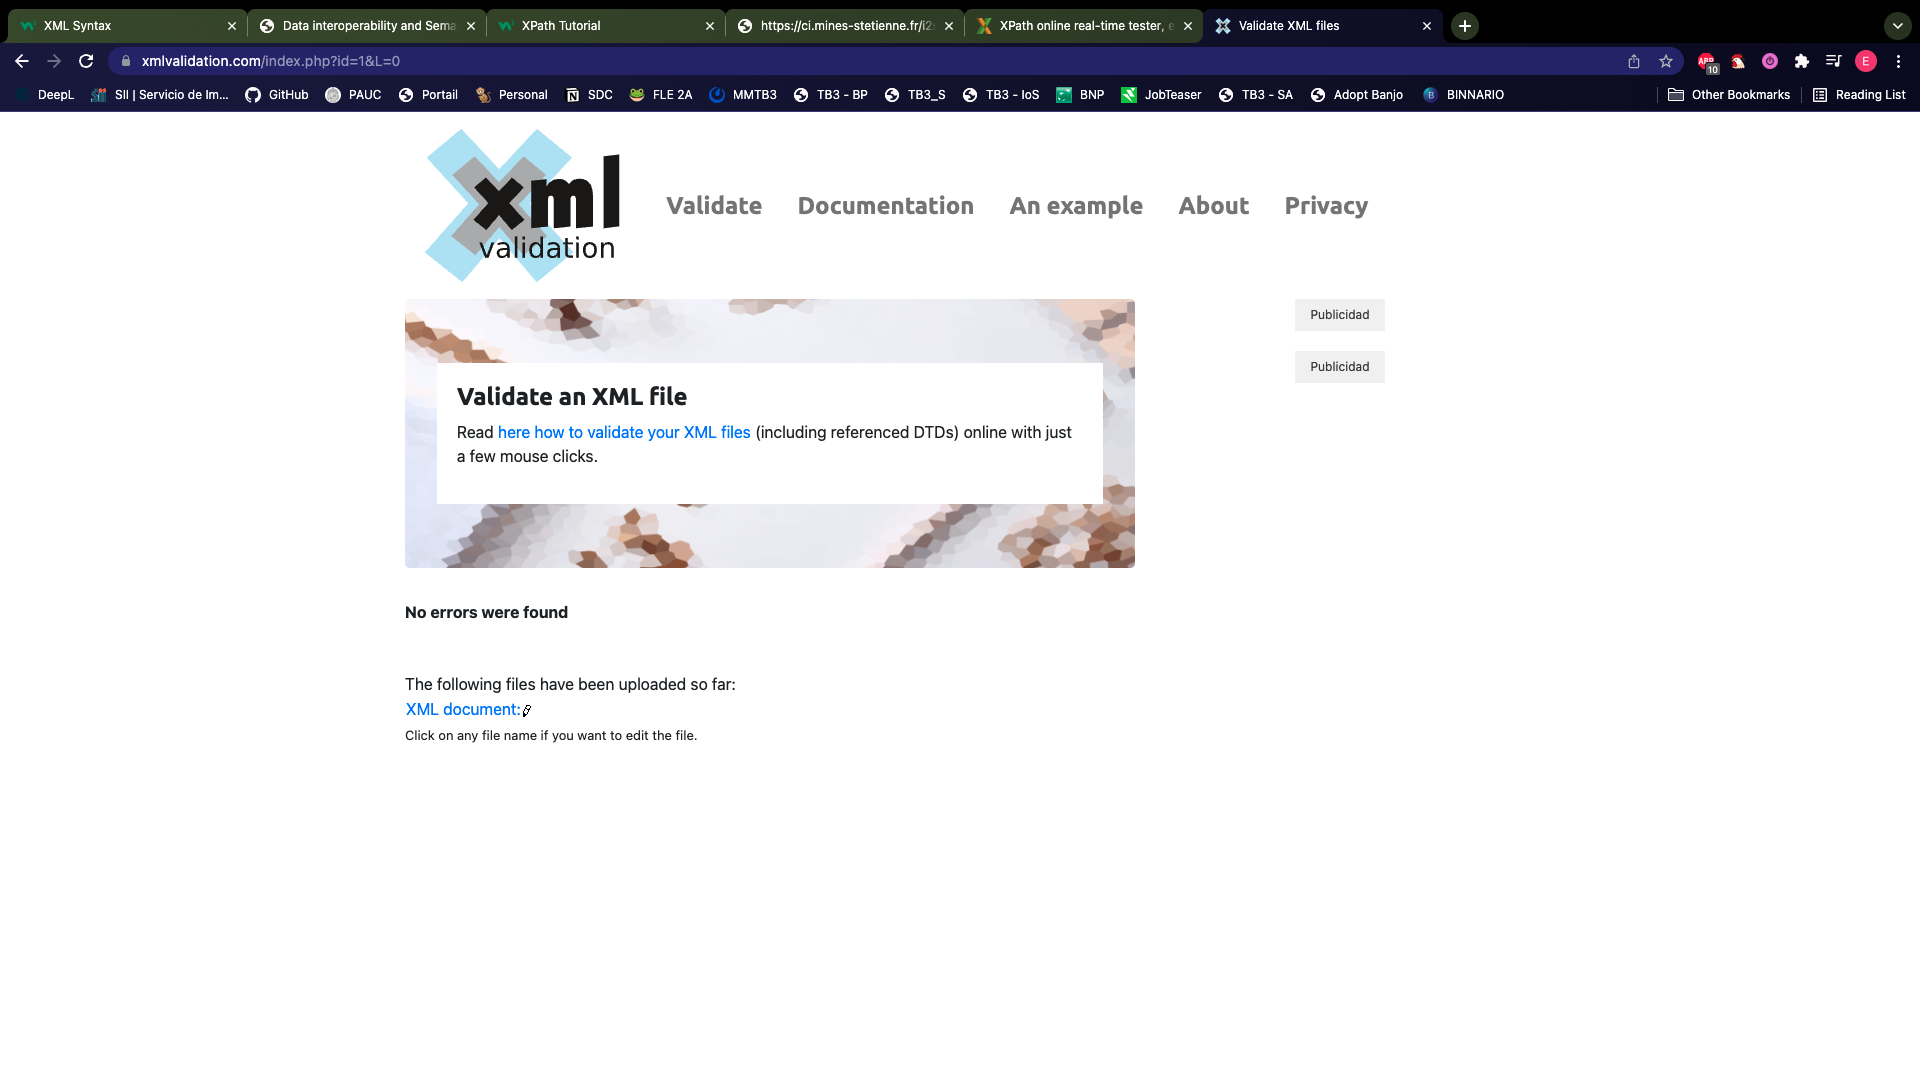 XML Syntax
Data interoperability and Sema
XPath Tutorial
https://ci.mines-stetienne.fr/i2s
XPath online real-time tester, e
Validate XML files
xmlvalidation.com/index.php?id=1&L=0
ABP
10
E
DeepL
SII | Servicio de Im...
GitHub
PAUC
Portail
Personal
SDC
FLE 2A
MMTB3
TB3 - BP
TB3_S
TB3 - IoS
BNP
JobTeaser
TB3 - SA
Adopt Banjo
BINNARIO
Other Bookmarks
Reading List
xml
validation
Validate
Documentation
An example
About
Privacy
Publicidad
Publicidad
Validate an XML file
Read here how to validate your XML files (including referenced DTDs) online with just
a few mouse clicks.
No errors were found
The following files have been uploaded so far:
XML document:
Click on any file name if you want to edit the file.